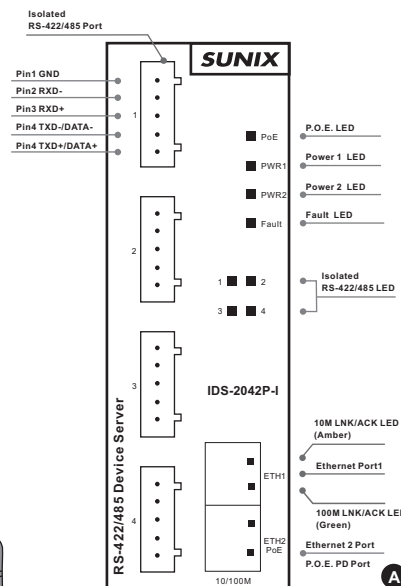 Isolated
RS-422/485 Port
SUNIX
Pin1 GND
Pin2 RXD-
Pin3 RXD+
Pin4 TXD-/DATA-
Pin4 TXD+/DATA+
1
PoE
PWR1
PWR2
Fault
P.O.E. LED
Power 1 LED
Power 2 LED
Fault LED
2
1
2
3
4
Isolated
RS-422/485 LED
3
IDS-2042P-I
RS-422/485 Device Server
4
ETH1
ETH2
PoE
10/100M
10M LNK/ACK LED
(Amber)
Ethernet Port1
100M LNK/ACK LED
(Green)
Ethernet 2 Port
P.O.E. PD Port
A